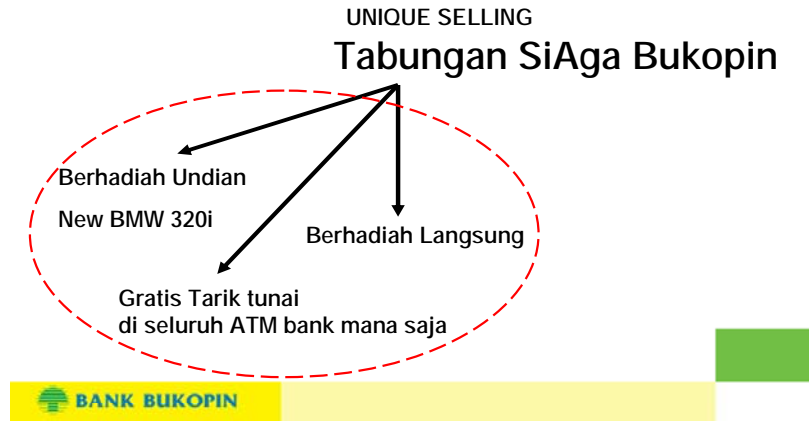 UNIQUE SELLING
Tabungan SiAga Bukopin
Berhadiah Undian
New BMW 320i
Berhadiah Langsung
Gratis Tarik tunai
di seluruh ATM bank mana saja
BANK BUKOPIN